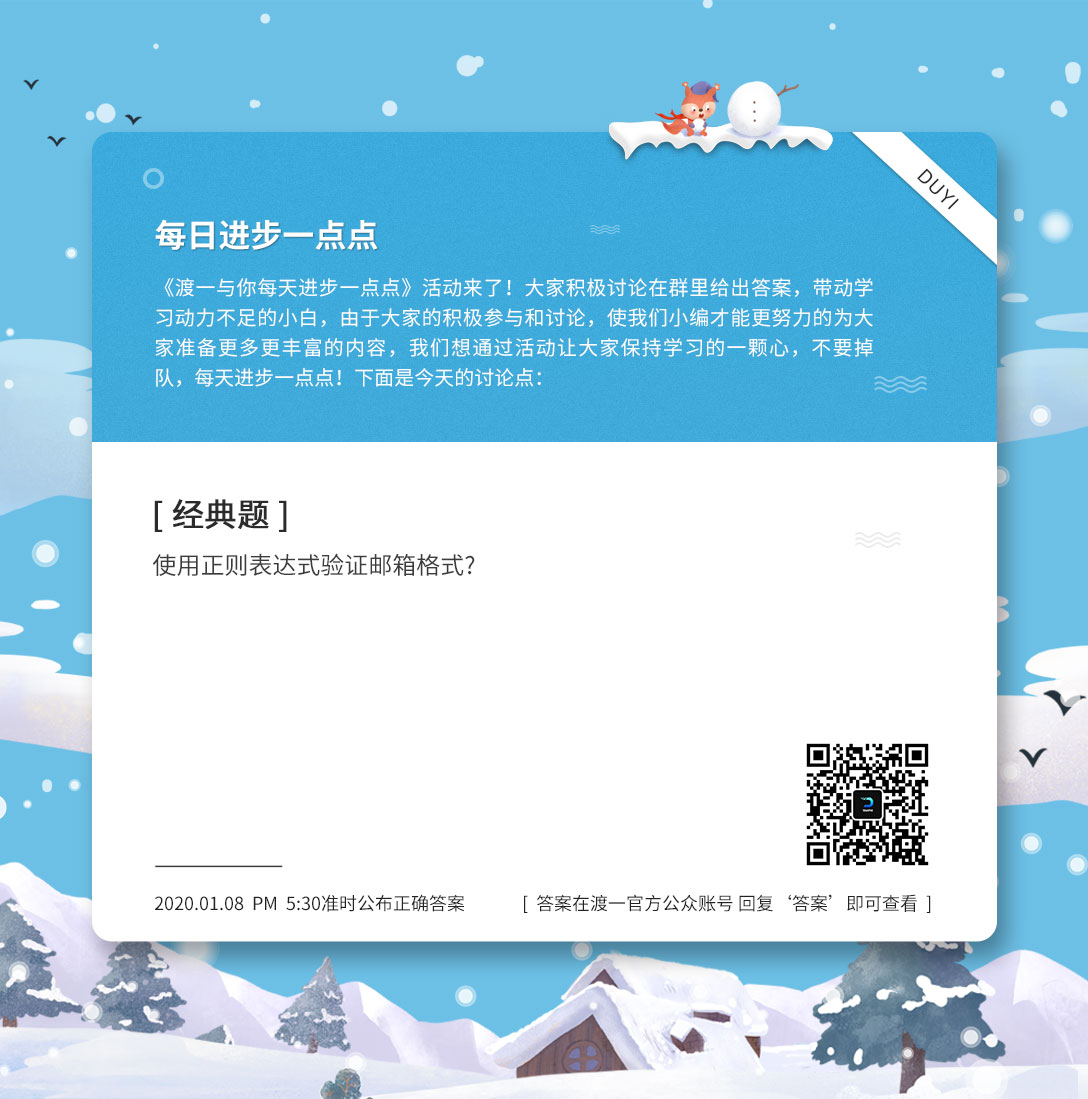 DUYI
每日进步一点点
《渡一与你每天进步一点点》活动来了！大家积极讨论在群里给出答案，带动学
习动力不足的小白，由于大家的积极参与和讨论，使我们小编才能更努力的为大
家准备更多更丰富的内容，我们想通过活动让大家保持学习的一颗心，不要掉
队，每天进步一点点！下面是今天的讨论点：
[ 经典题 ]
使用正则表达式验证邮箱格式？
2020.01.08 PM 5:30准时公布正确答案
[ 答案在渡一官方公众账号 回复‘答案’即可查看 ]